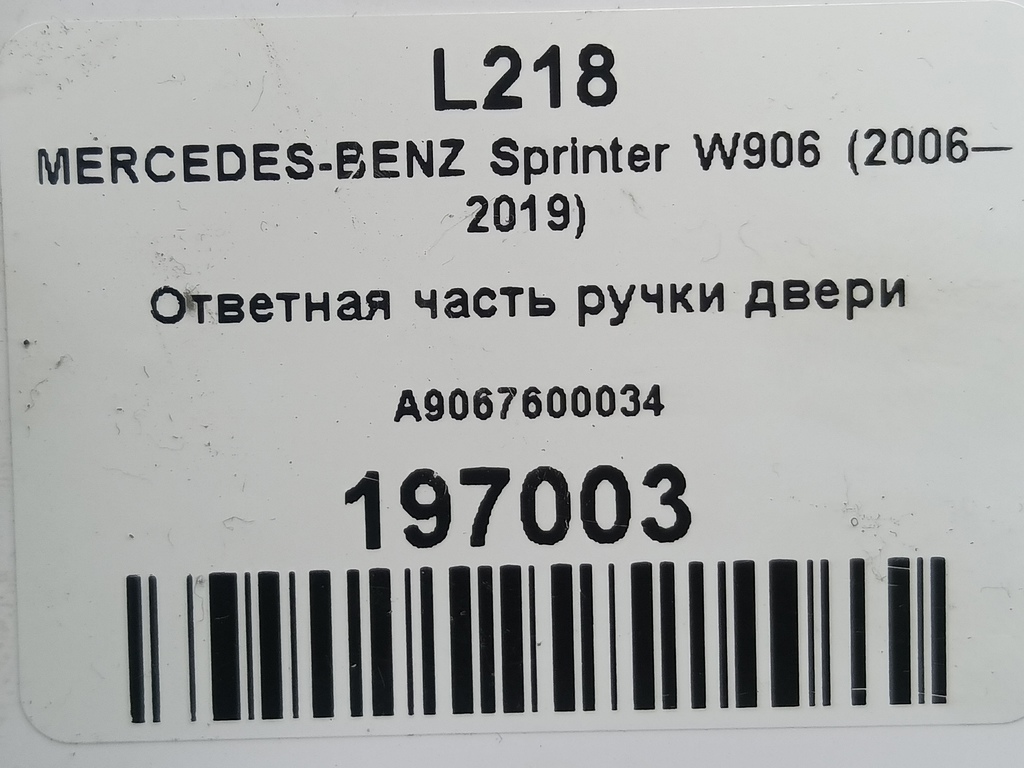 L218
MERCEDES-BENZ Sprinter W906 (2006—
2019)
Ответная часть ручки двери
A9067600034
197003